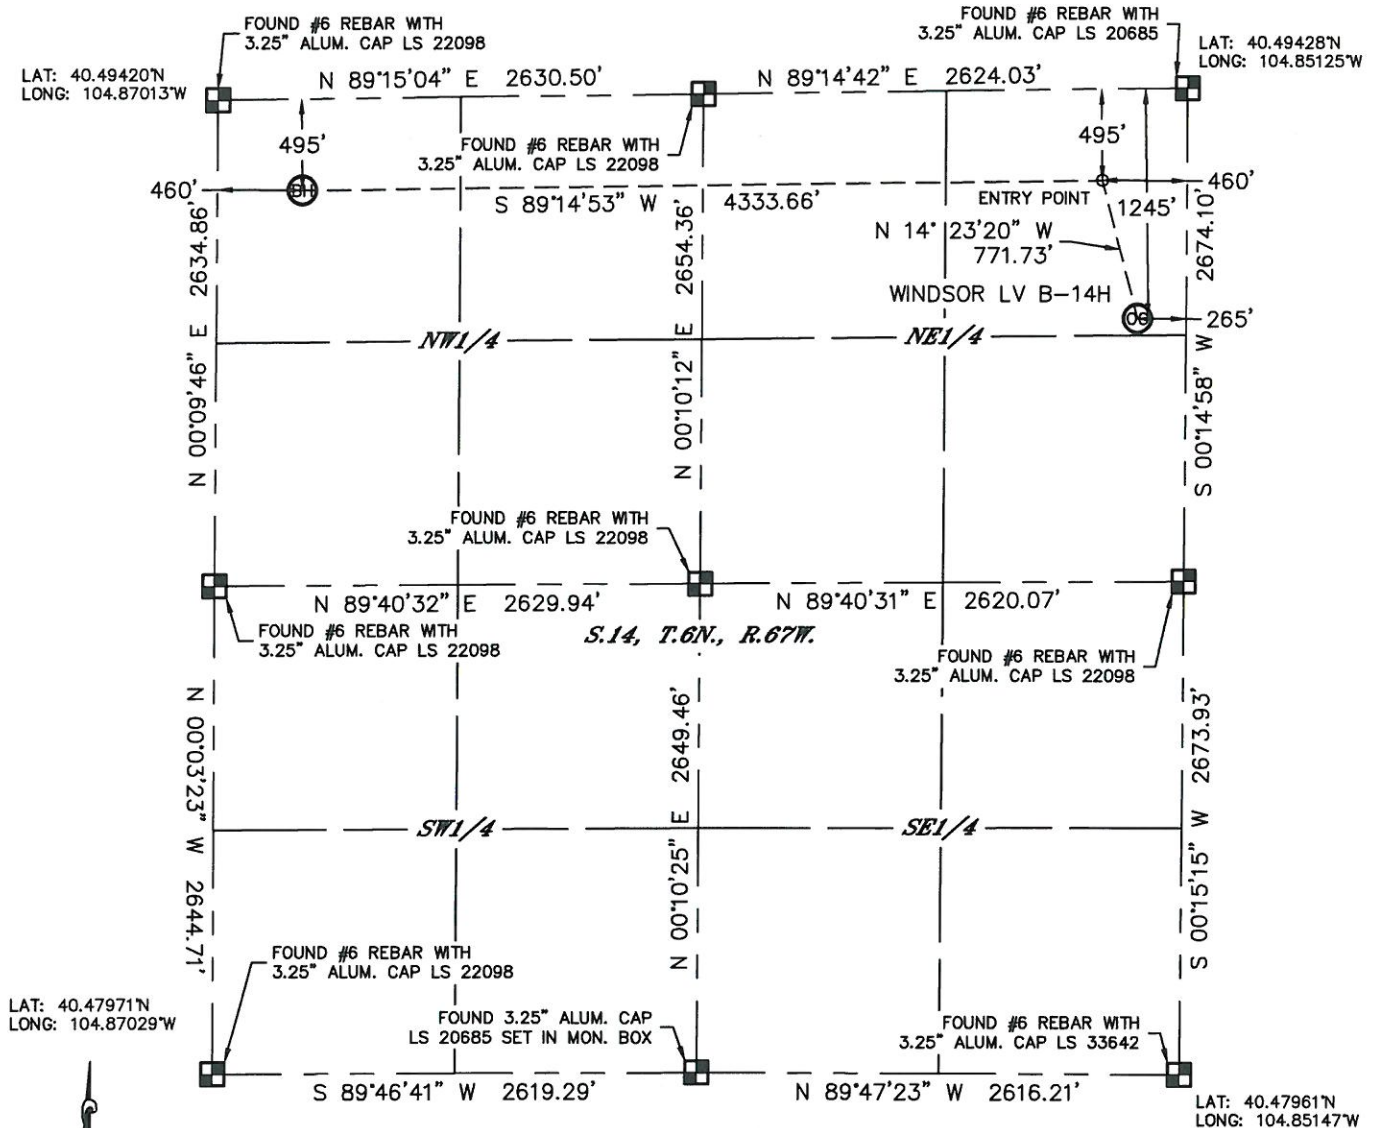 FOUND #6 REBAR WITH
3.25" ALUM. CAP LS 22098
FOUND #6 REBAR WITH
3.25" ALUM. CAP LS 20685
LAT: 40.49420°N
LONG: 104.87013°W
LAT: 40.49428°N
LONG: 104.85125°W
N 89°15'04" E 2630.50'
N 89°14'42" E 2624.03'
495'
FOUND #6 REBAR WITH
3.25" ALUM. CAP LS 22098
495'
460'
BH
S 89°14'53" W 4333.66'
ENTRY POINT
460'
1245'
N 14° 23'20" W
771.73'
WINDSOR LV B-14H
OG
265'
N 00°09'46" E 2634.86'
N 00°10'12" E 2654.36'
S 00°14'58" W 2674.10'
NW1/4
NE1/4
FOUND #6 REBAR WITH
3.25" ALUM. CAP LS 22098
N 89°40'32" E 2629.94'
N 89°40'31" E 2620.07'
FOUND #6 REBAR WITH
3.25" ALUM. CAP LS 22098
S.14, T.6N., R.67W.
FOUND #6 REBAR WITH
3.25" ALUM. CAP LS 22098
N 00°03'23" W 2644.71'
N 00°10'25" E 2649.46'
S 00°15'15" W 2673.93'
SW1/4
SE1/4
FOUND #6 REBAR WITH
3.25" ALUM. CAP LS 22098
LAT: 40.47971°N
LONG: 104.87029°W
FOUND 3.25" ALUM. CAP
LS 20685 SET IN MON. BOX
FOUND #6 REBAR WITH
3.25" ALUM. CAP LS 33642
S 89°46'41" W 2619.29'
N 89°47'23" W 2616.21'
LAT: 40.47961°N
LONG: 104.85147°W